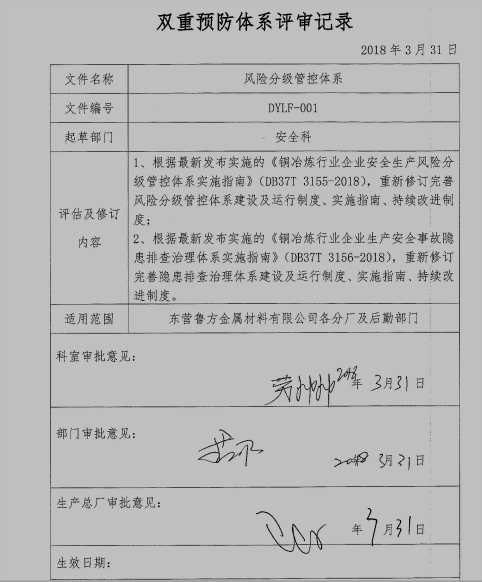 双重预防体系评审记录
2018年3月31日
文件名称 风险分级管控体系
文件编号 DYLF-001
起草部门 安全科
评估及修订内容
1、根据最新发布实施的《铜冶炼行业企业安全生产风险分
级管控体系实施指南》(DB37T 3155-2018)，重新修订完善
风险分级管控体系建设及运行制度、实施指南、持续改进制
度；
2、根据最新发布实施的《铜冶炼行业企业生产安全事故隐
患排查治理体系实施指南》(DB37T 3156-2018)，重新修订
完善隐患排查治理体系建设及运行制度、实施指南、持续改
进制度。
适用范围 东营鲁方金属材料有限公司各分厂及后勤部门
科室审批意见：
2018年3月31日
部门审批意见：
2018 3月31日
生产总厂审批意见：
年3月31日
生效日期：